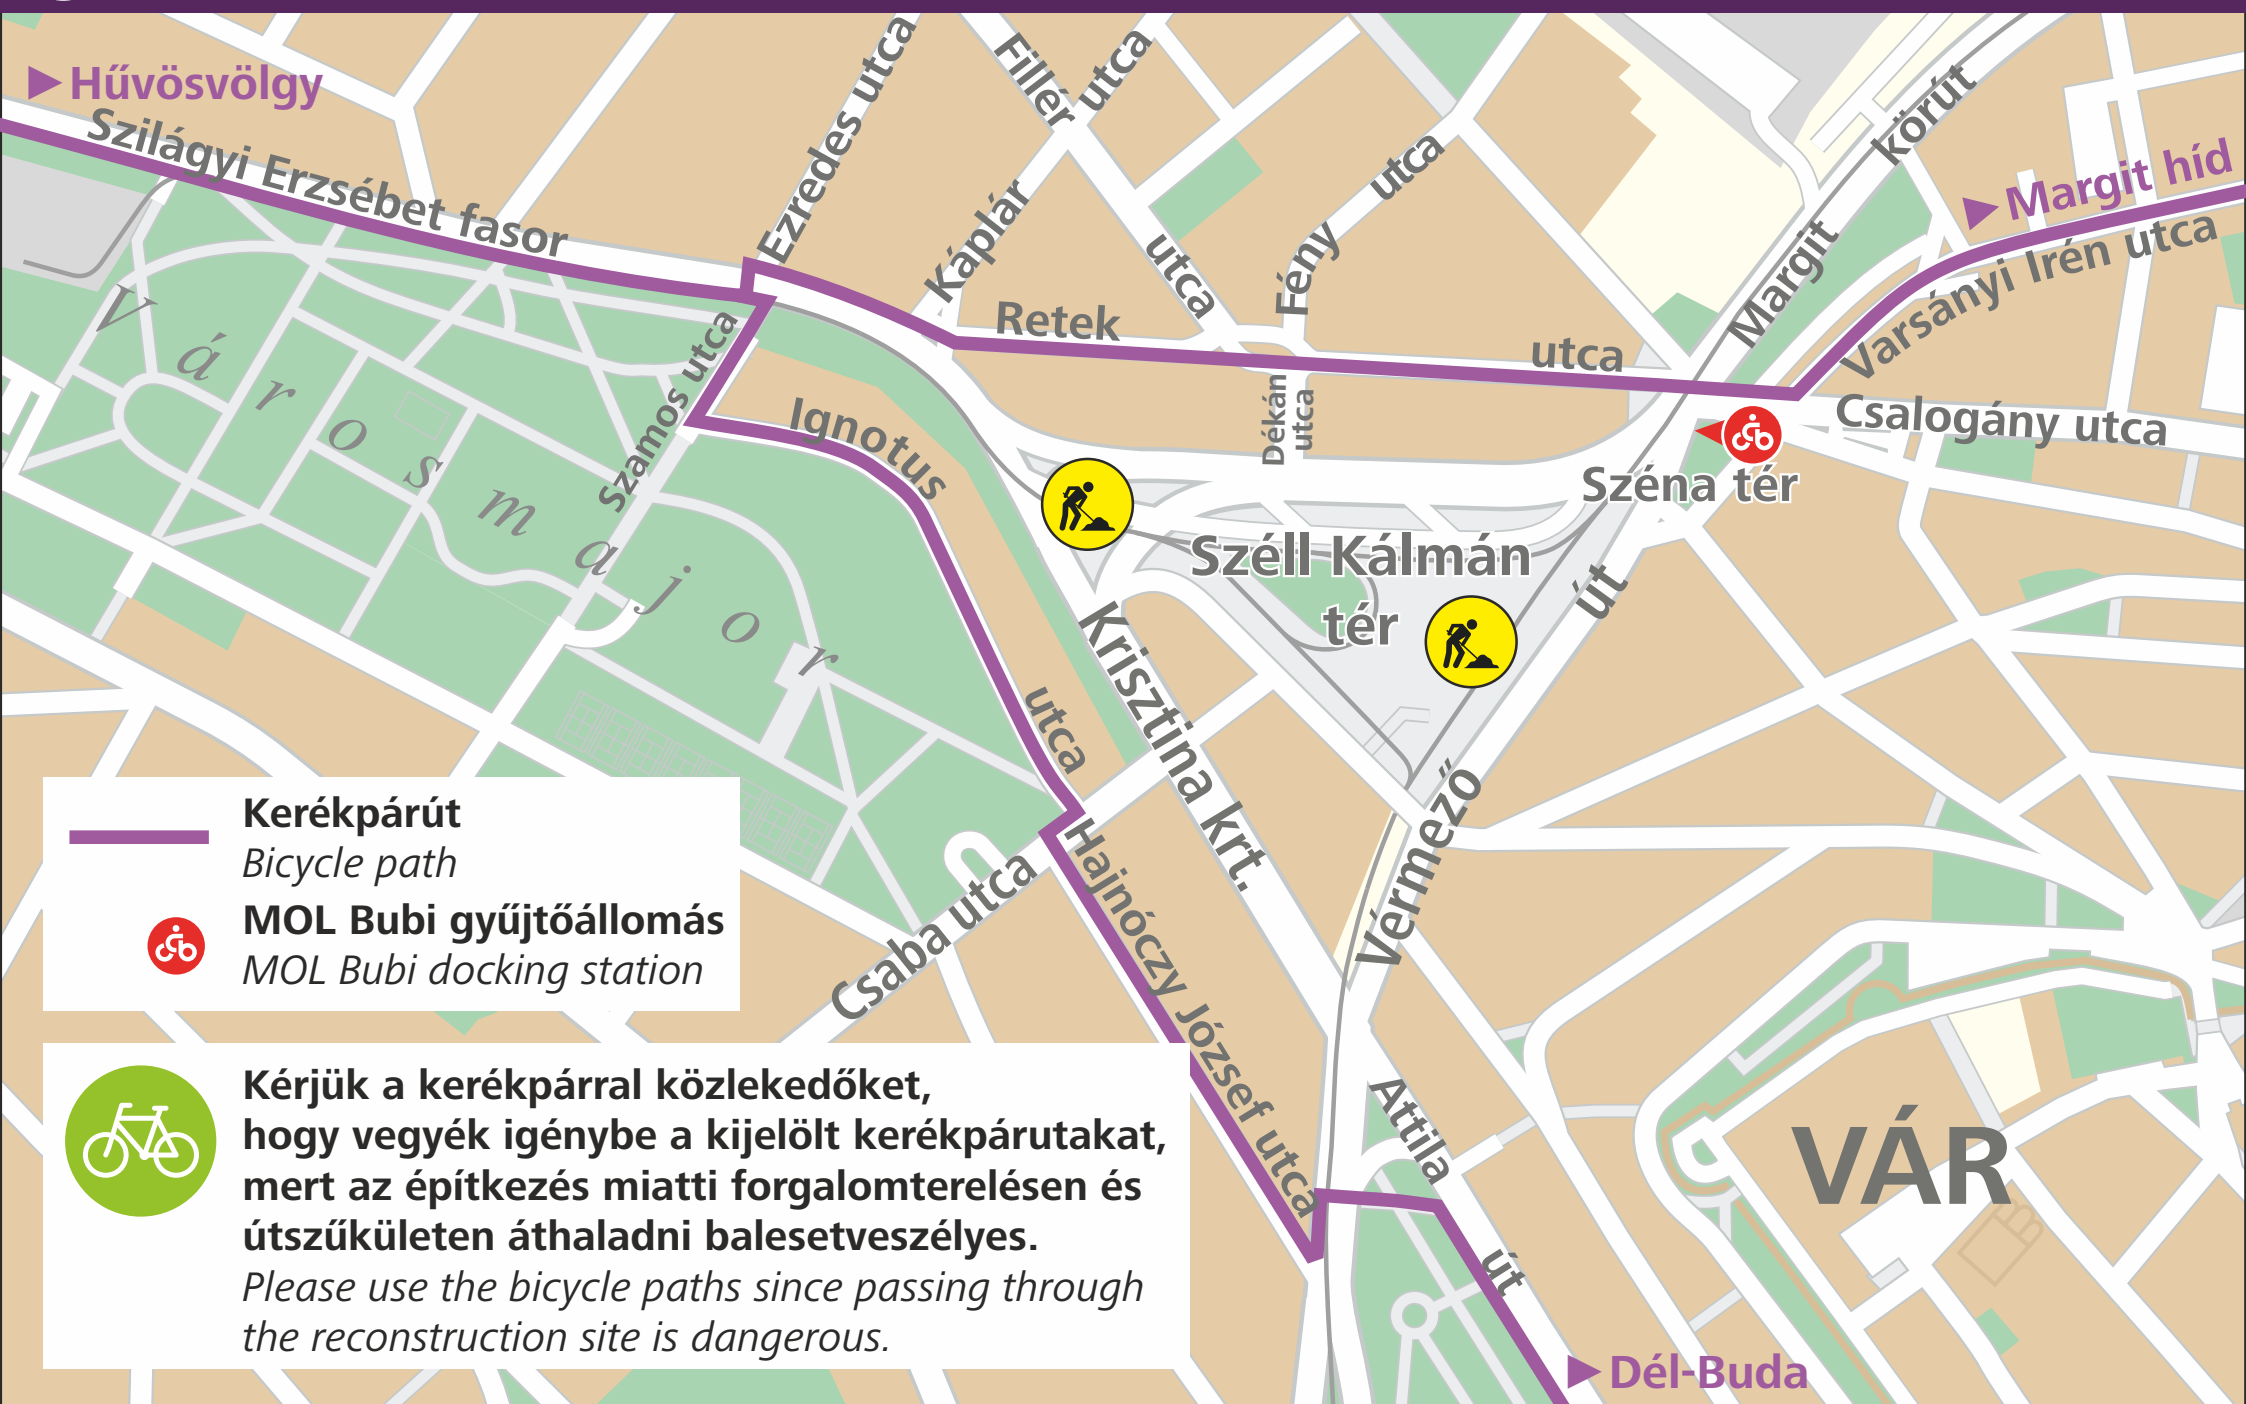 Hűvösvölgy
Szilágyi Erzsébet fasor
Ezredes utca
Fillér
utca
Káplár
utca
Fény
utca
Margit
körút
Margit híd
Varsányi Irén utca
Retek
utca
Dékán
utca
Csalogány utca
Széna tér
Szamos utca
Ignotus
utca
Városmajor
Széll Kálmán
tér
Krisztina krt.
Vérmező
út
Csaba utca
Hajnóczy József utca
Attila
út
VÁR
Dél-Buda
Kerékpárút
Bicycle path
MOL Bubi gyűjtőállomás
MOL Bubi docking station
Kérjük a kerékpárral közlekedőket,
hogy vegyék igénybe a kijelölt kerékpárutakat,
mert az építkezés miatti forgalomterelésen és
útszűkületen áthaladni balesetveszélyes.
Please use the bicycle paths since passing through
the reconstruction site is dangerous.